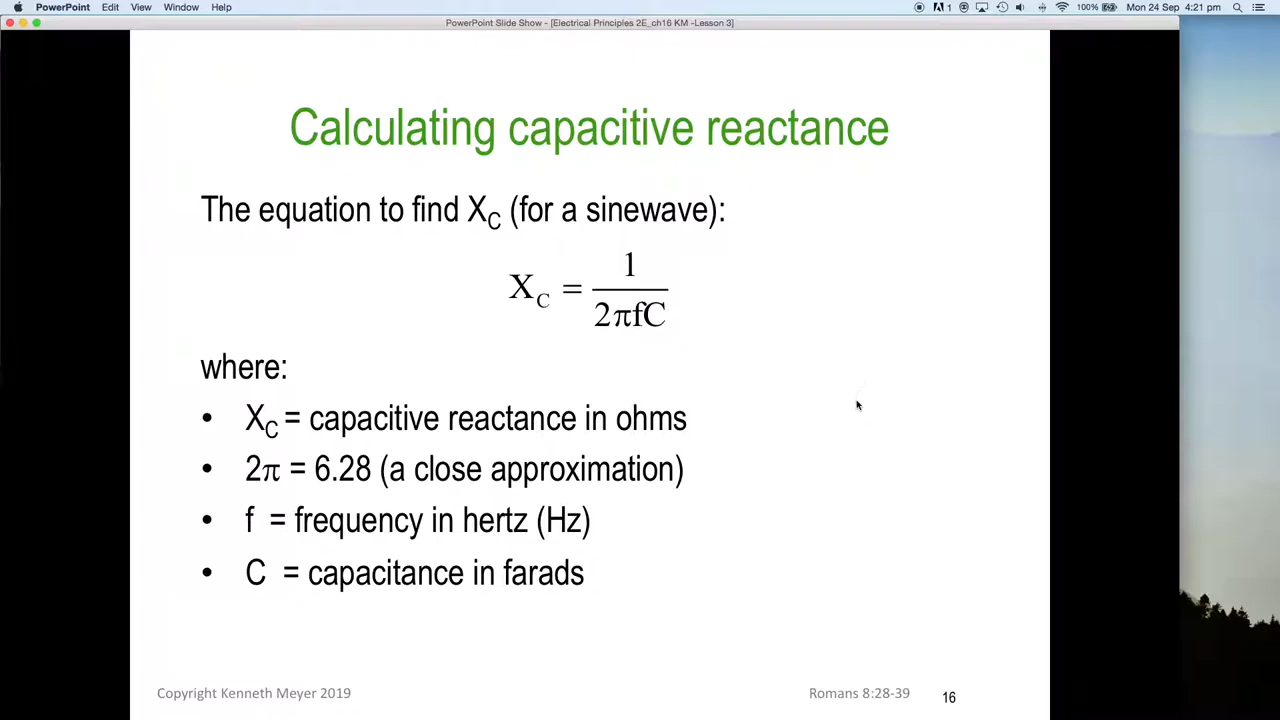 PowerPoint Edit View Window Help 1 100% Mon 24 Sep 4:21 pm
PowerPoint Slide Show - [Electrical Principles 2E_ch16 KM -Lesson 3]
Calculating capacitive reactance
The equation to find XC (for a sinewave):
XC = 1
2πfC
where:
• XC = capacitive reactance in ohms
• 2π = 6.28 (a close approximation)
• f = frequency in hertz (Hz)
• C = capacitance in farads
Copyright Kenneth Meyer 2019 Romans 8:28-39 16